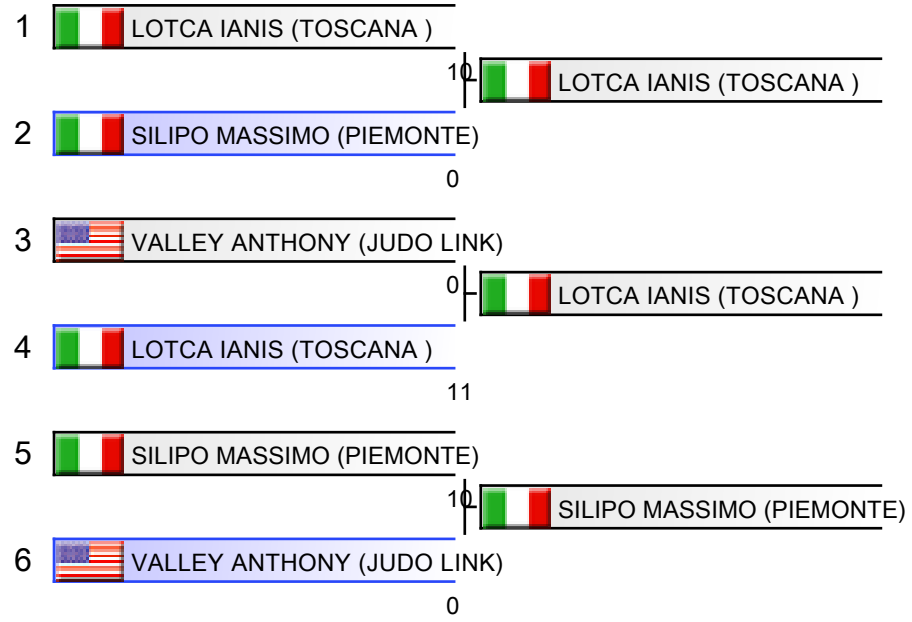 1 LOTCA IANIS (TOSCANA )
10 LOTCA IANIS (TOSCANA )
2 SILIPO MASSIMO (PIEMONTE)
0
3 VALLEY ANTHONY (JUDO LINK)
0 LOTCA IANIS (TOSCANA )
4 LOTCA IANIS (TOSCANA )
11
5 SILIPO MASSIMO (PIEMONTE)
10 SILIPO MASSIMO (PIEMONTE)
6 VALLEY ANTHONY (JUDO LINK)
0